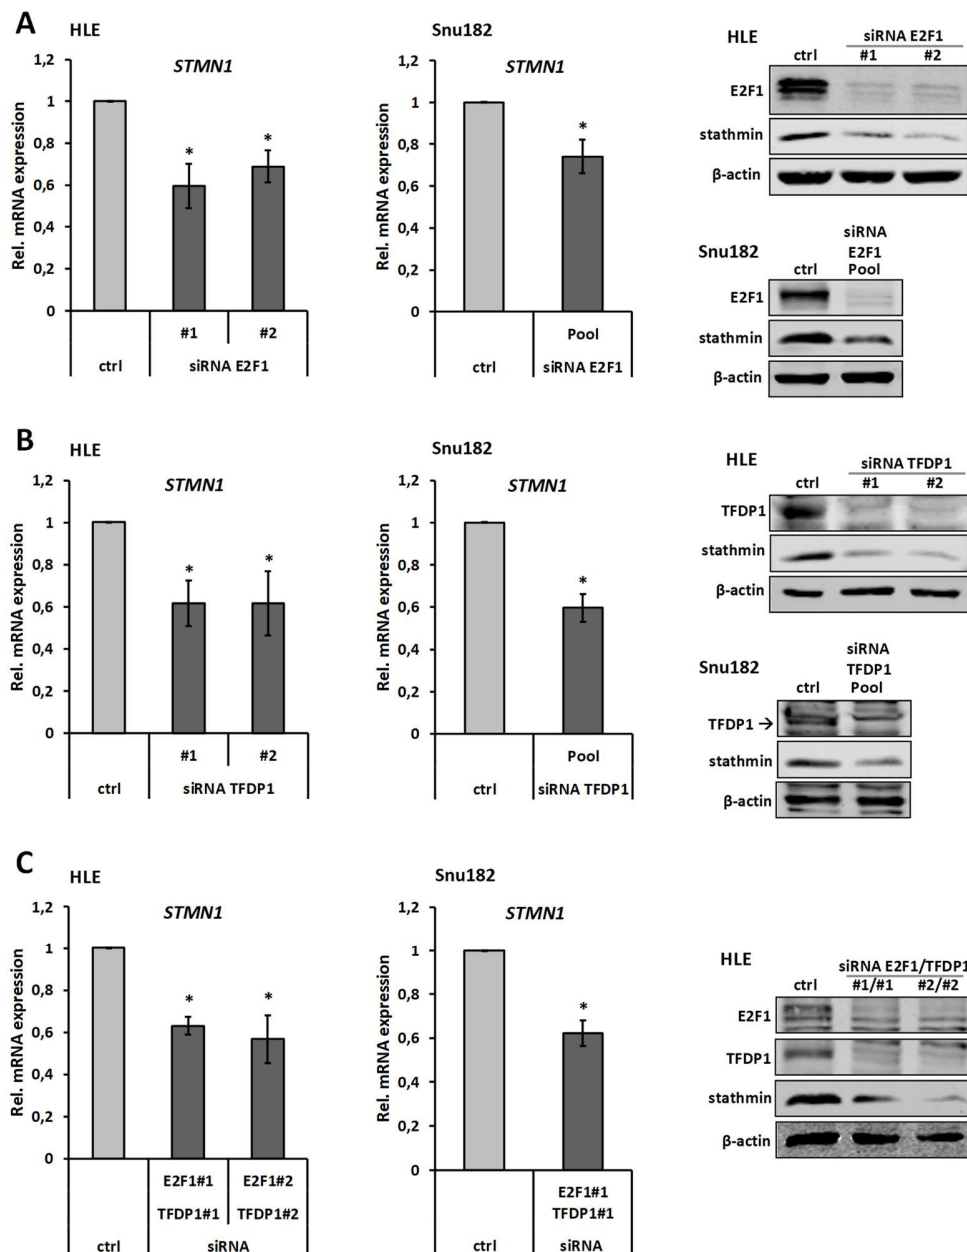 A
HLE
STMN1
Rel. mRNA expression
1,2
1
0,8
0,6
0,4
0,2
0
*
*
#1
#2
ctrl
siRNA E2F1
Snu182
STMN1
Rel. mRNA expression
1,2
1
0,8
0,6
0,4
0,2
0
*
Pool
ctrl
siRNA E2F1
HLE
siRNA E2F1
ctrl
#1
#2
E2F1
stathmin
β-actin
Snu182
siRNA
E2F1
ctrl
Pool
E2F1
stathmin
β-actin
B
HLE
STMN1
Rel. mRNA expression
1,2
1
0,8
0,6
0,4
0,2
0
*
*
#1
#2
ctrl
siRNA TFDP1
Snu182
STMN1
Rel. mRNA expression
1,2
1
0,8
0,6
0,4
0,2
0
*
Pool
ctrl
siRNA TFDP1
HLE
siRNA TFDP1
ctrl
#1
#2
TFDP1
stathmin
β-actin
Snu182
siRNA
TFDP1
ctrl
Pool
TFDP1 →
stathmin
β-actin
C
HLE
STMN1
Rel. mRNA expression
1,2
1
0,8
0,6
0,4
0,2
0
*
*
E2F1#1
E2F1#2
TFDP1#1
TFDP1#2
ctrl
siRNA
Snu182
STMN1
Rel. mRNA expression
1,2
1
0,8
0,6
0,4
0,2
0
*
E2F1#1
TFDP1#1
ctrl
siRNA
HLE
siRNA E2F1/TFDP1
ctrl
#1/#1
#2/#2
E2F1
TFDP1
stathmin
β-actin